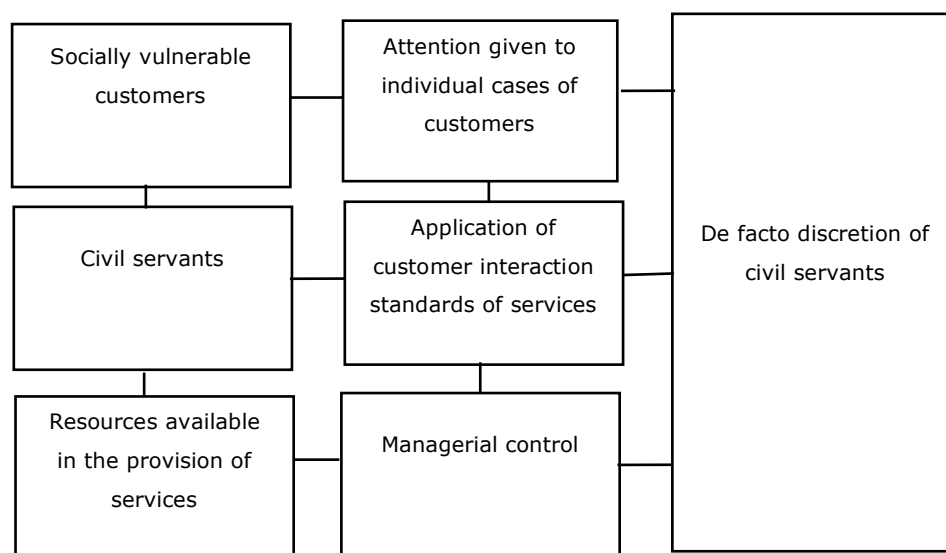 Socially vulnerable
customers
Attention given to
individual cases of
customers
Civil servants
Application of
customer interaction
standards of services
De facto discretion of
civil servants
Resources available
in the provision of
services
Managerial control